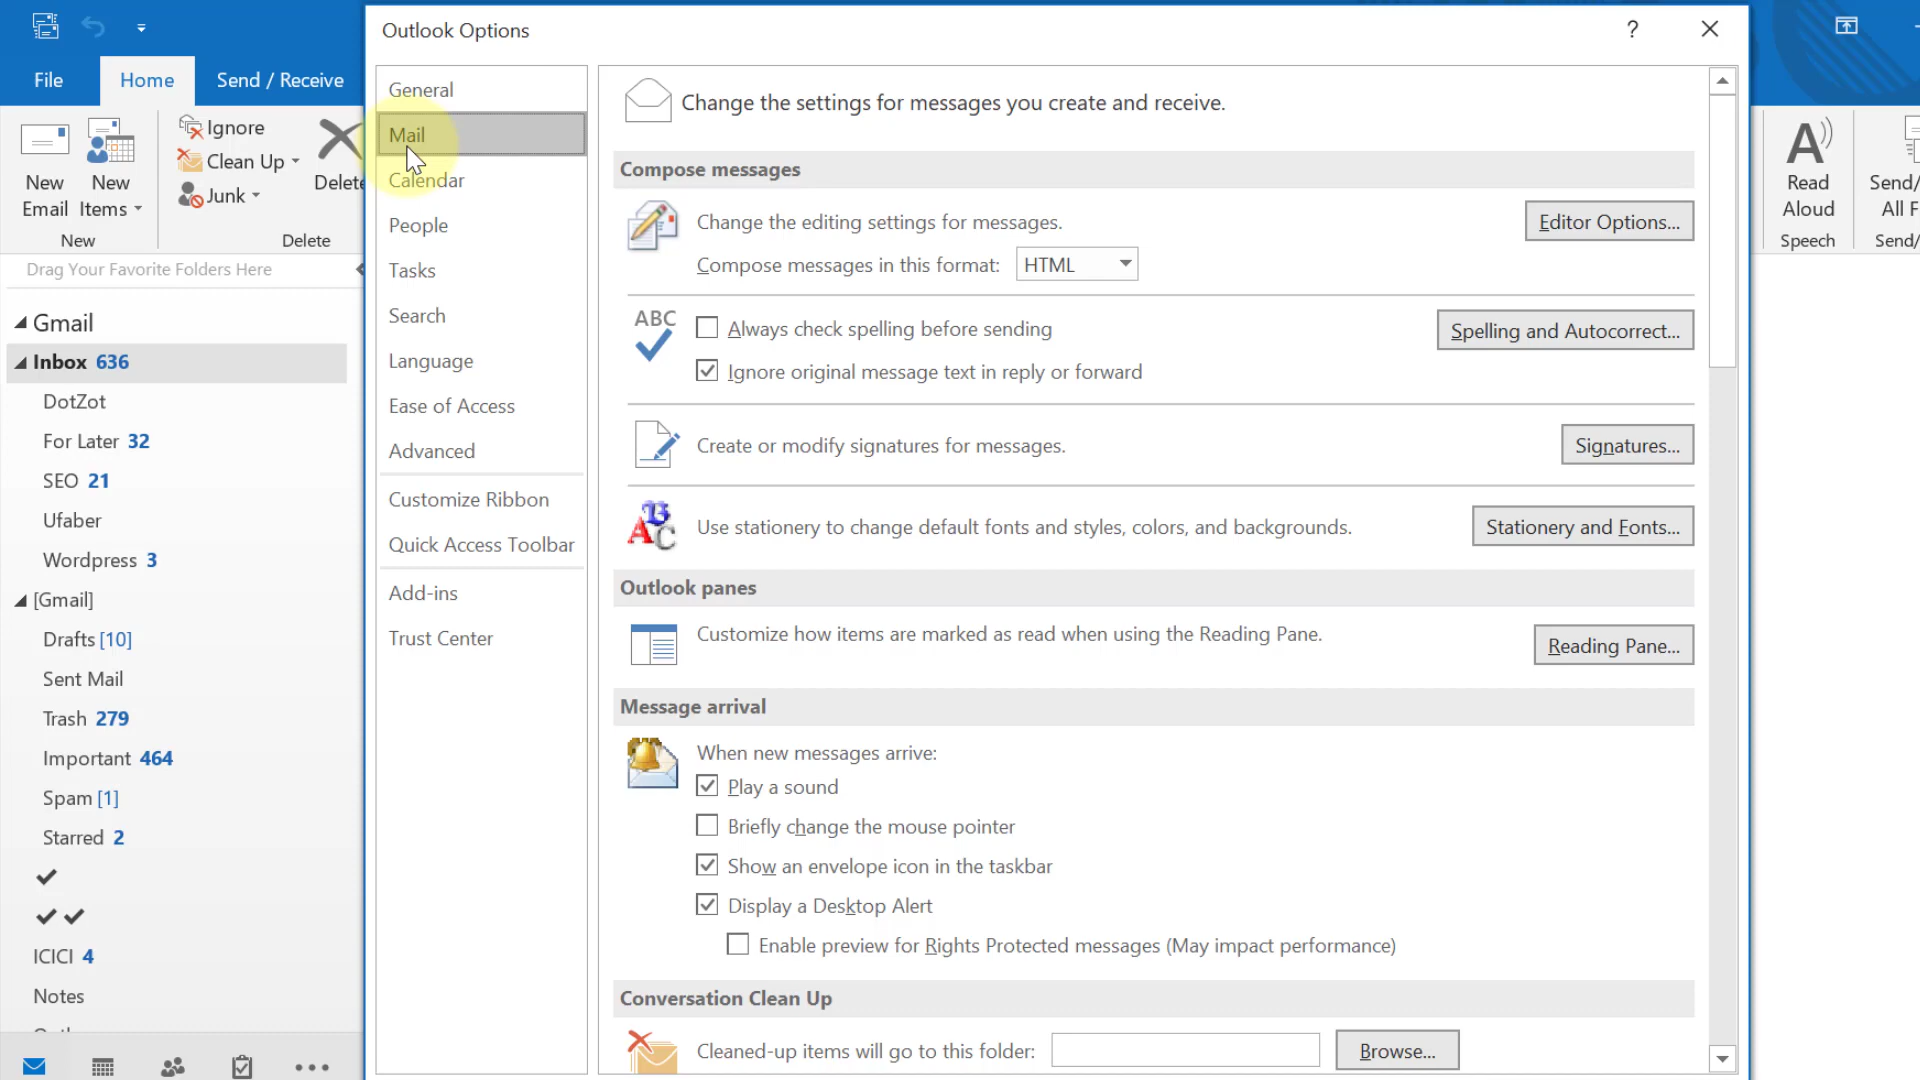 Outlook Options
?
File
Home
Send / Receive
Ignore
Clean Up
Junk
New
Email
New
Items
Delete
New
Delete
Read
Aloud
Speech
Send/
All F
Send/
Drag Your Favorite Folders Here
Gmail
Inbox 636
DotZot
For Later 32
SEO 21
Ufaber
Wordpress 3
[Gmail]
Drafts [10]
Sent Mail
Trash 279
Important 464
Spam [1]
Starred 2
ICICI 4
Notes
General
Mail
Calendar
People
Tasks
Search
Language
Ease of Access
Advanced
Customize Ribbon
Quick Access Toolbar
Add-ins
Trust Center
Change the settings for messages you create and receive.
Compose messages
Change the editing settings for messages.
Editor Options...
Compose messages in this format: HTML
ABC
Always check spelling before sending
Spelling and Autocorrect...
Ignore original message text in reply or forward
Create or modify signatures for messages.
Signatures...
Use stationery to change default fonts and styles, colors, and backgrounds.
Stationery and Fonts...
Outlook panes
Customize how items are marked as read when using the Reading Pane.
Reading Pane...
Message arrival
When new messages arrive:
Play a sound
Briefly change the mouse pointer
Show an envelope icon in the taskbar
Display a Desktop Alert
Enable preview for Rights Protected messages (May impact performance)
Conversation Clean Up
Cleaned-up items will go to this folder:
Browse...